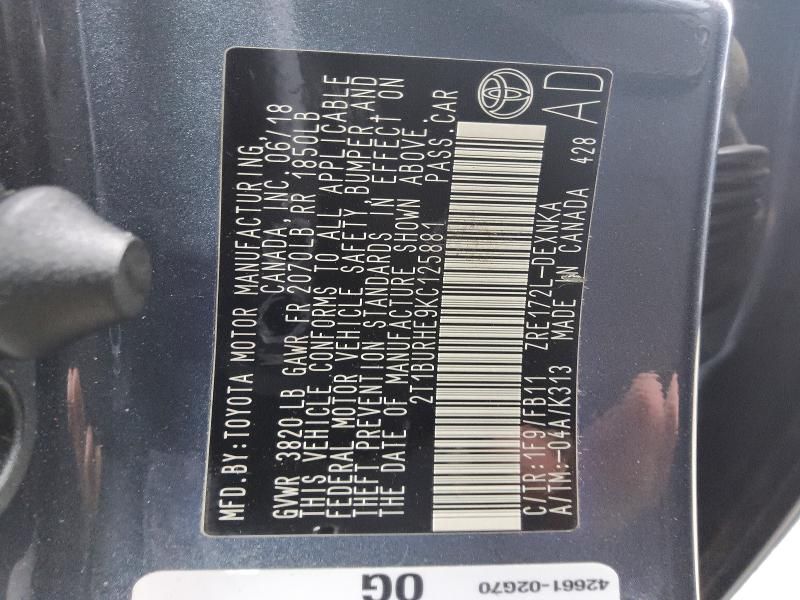 MFD.BY:TOYOTA MOTOR MANUFACTURING,
CANADA, INC. 06/18
GVWR 3820LB GAWR FR 2070LB RR 1850LB
THIS VEHICLE CONFORMS TO ALL APPLICABLE
FEDERAL MOTOR VEHICLE SAFETY, BUMPER, AND
THEFT PREVENTION STANDARDS IN EFFECT ON
THE DATE OF MANUFACTURE SHOWN ABOVE.
2T1BURHE9KC125881 PASS.CAR
C/TR:1F9/FB11 ZRE172L-DEXNKA
A/TM:-04A/K313 MADE IN CANADA 428
AD
42661-02G70
0G